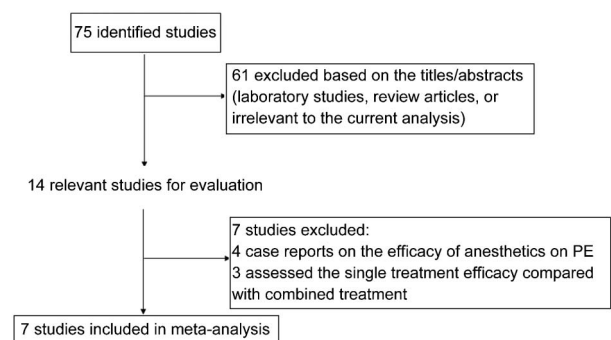 75 identified studies
61 excluded based on the titles/abstracts
(laboratory studies, review articles, or
irrelevant to the current analysis)
14 relevant studies for evaluation
7 studies excluded:
4 case reports on the efficacy of anesthetics on PE
3 assessed the single treatment efficacy compared
with combined treatment
7 studies included in meta-analysis